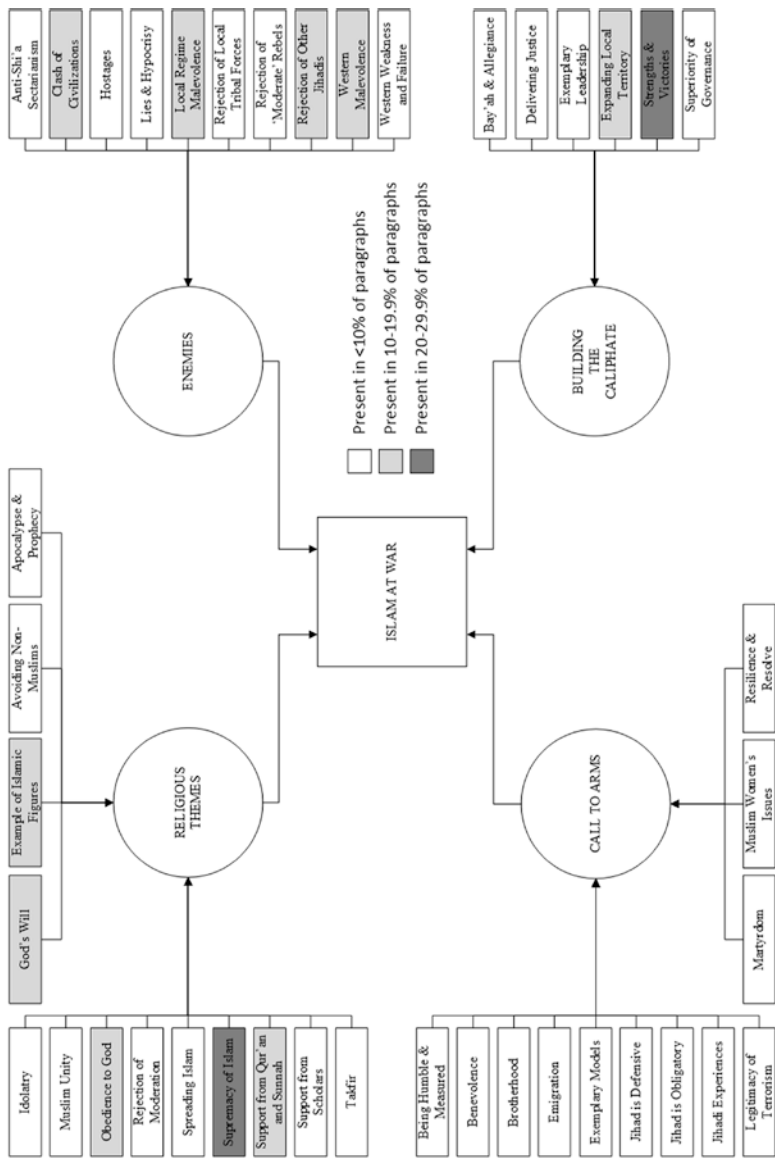 Idolatry
Muslim Unity
Obedience to God
Rejection of
Moderation
Spreading Islam
Supremacy of Islam
Support from Qur'an
and Sunnah
Support from
Scholars
Takfir
God's Will
Example of Islamic
Figures
Avoiding Non-
Muslims
Apocalypse &
Prophecy
RELIGIOUS
THEMES
Anti-Shi'a
Sectarianism
Clash of
Civilizations
Hostages
Lies & Hypocrisy
Local Regime
Malevolence
Rejection of Local
Tribal Forces
Rejection of
'Moderate' Rebels
Rejection of Other
Jihadis
Western
Malevolence
Western Weakness
and Failure
ENEMIES
ISLAM AT WAR
Present in <10% of paragraphs
Present in 10-19.9% of paragraphs
Present in 20-29.9% of paragraphs
Being Humble &
Measured
Benevolence
Brotherhood
Emigration
Exemplary Models
Jihad is Defensive
Jihad is Obligatory
Jihadi Experiences
Legitimacy of
Terrorism
Martyrdom
Muslim Women's
Issues
Resilience &
Resolve
CALL TO ARMS
Bay'ah & Allegiance
Delivering Justice
Exemplary
Leadership
Expanding Local
Territory
Strengths &
Victories
Superiority of
Governance
BUILDING
THE
CALIPHATE